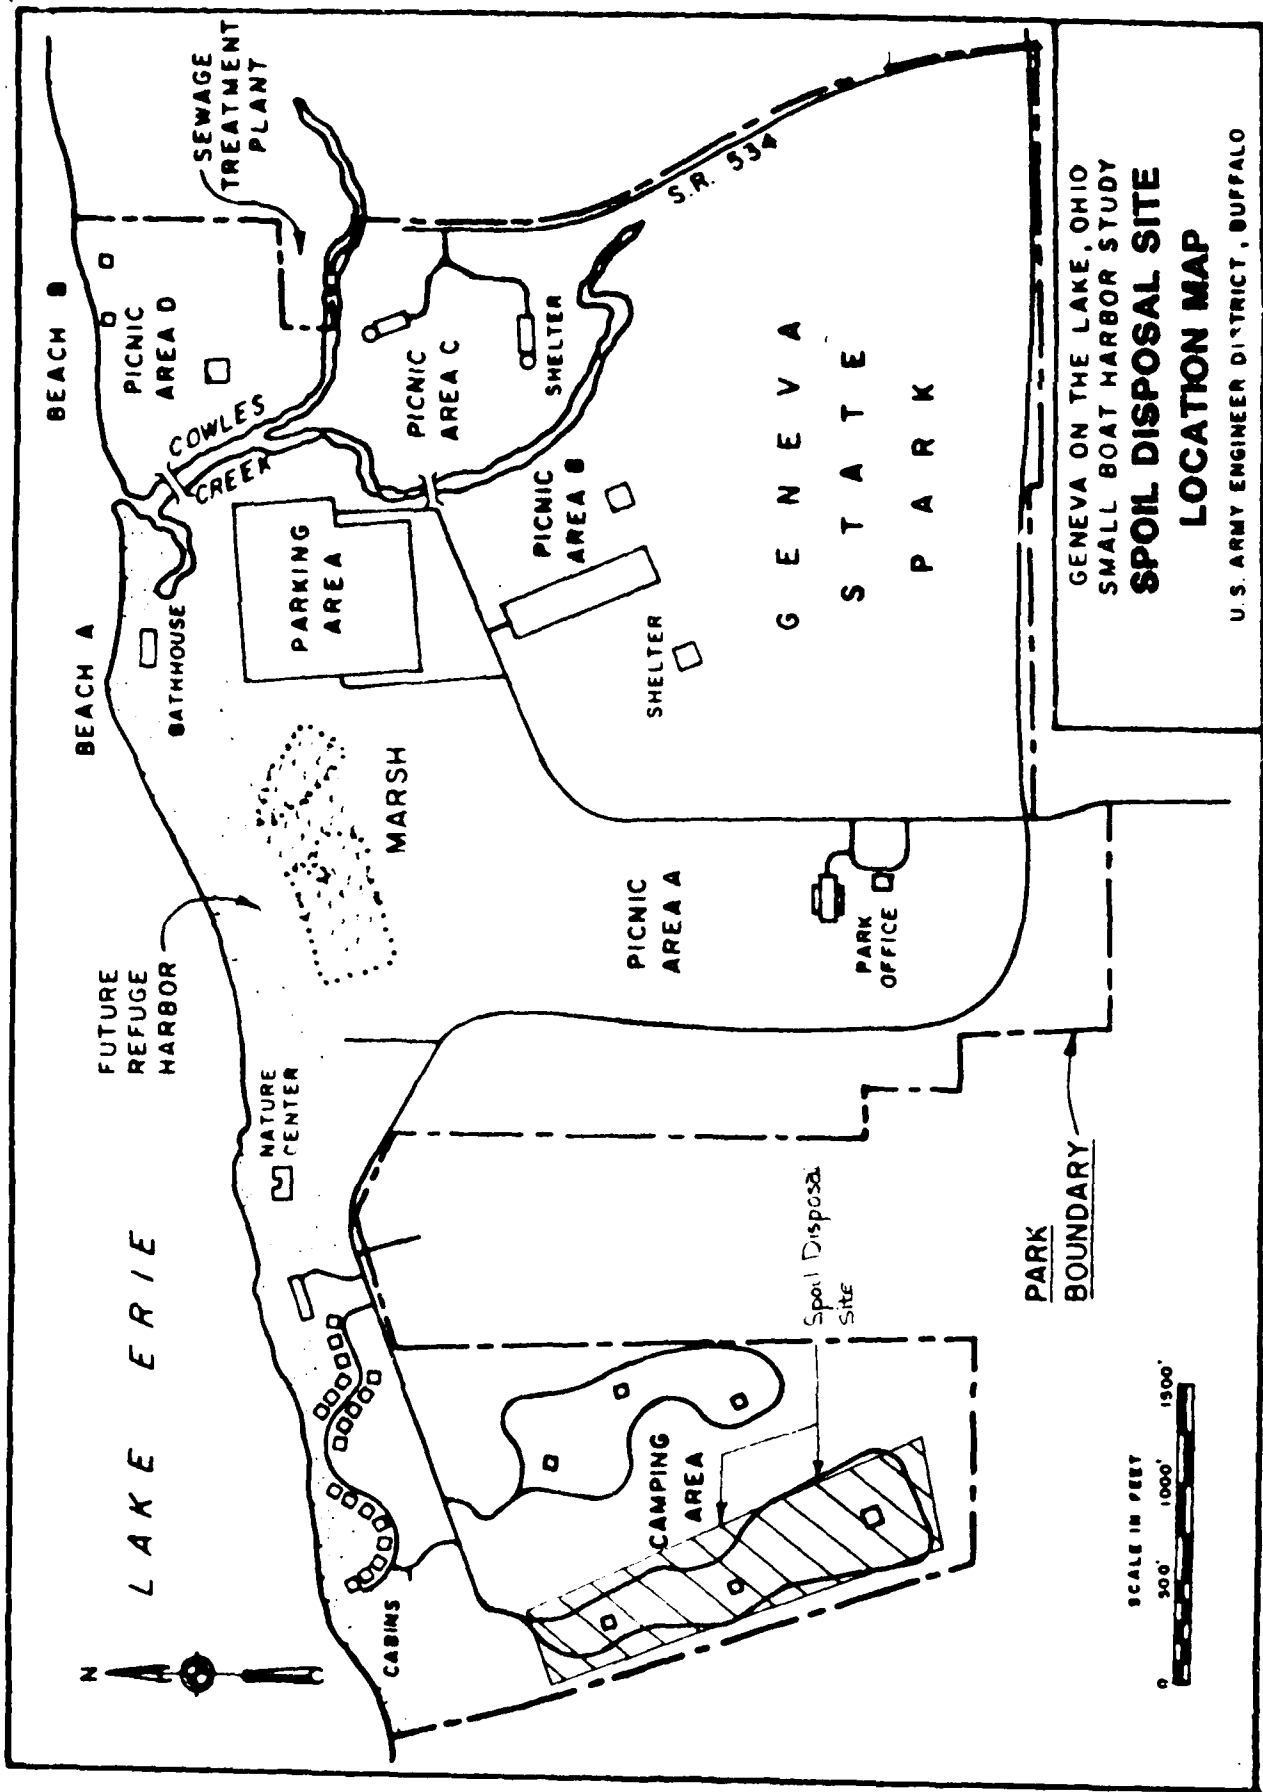 LAKE ERIE
N
BEACH A
BEACH B
FUTURE
REFUGE
HARBOR
SEWAGE
TREATMENT
PLANT
PICNIC
AREA D
COWLES
CREEK
BATHHOUSE
NATURE
CENTER
PARKING
AREA
MARSH
CABINS
PICNIC
AREA C
SHELTER
S.R. 534
PICNIC
AREA B
SHELTER
PICNIC
AREA A
CAMPING
AREA
GENEVA
STATE
PARK
PARK
OFFICE
Spoil Disposal
Site
PARK
BOUNDARY
SCALE IN FEET
0 500' 1000' 1500'
GENEVA ON THE LAKE, OHIO
SMALL BOAT HARBOR STUDY
SPOIL DISPOSAL SITE
LOCATION MAP
U.S. ARMY ENGINEER DISTRICT, BUFFALO